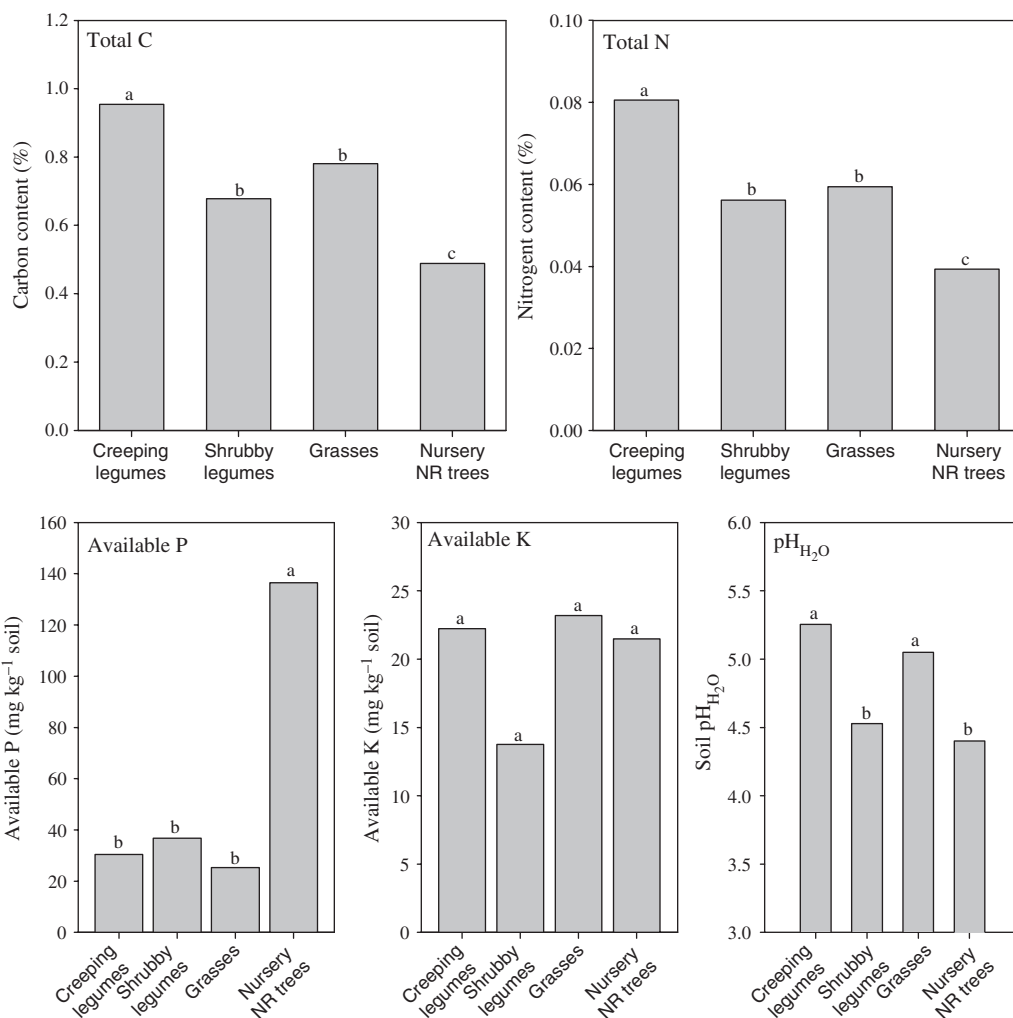 Total C
Carbon content (%)
1.2
1.0
0.8
0.6
0.4
0.2
0.0
a
b
b
c
Creeping legumes
Shrubby legumes
Grasses
Nursery NR trees
Total N
Nitrogent content (%)
0.10
0.08
0.06
0.04
0.02
0.00
a
b
b
c
Creeping legumes
Shrubby legumes
Grasses
Nursery NR trees
Available P
Available P (mg kg⁻¹ soil)
160
140
120
100
80
60
40
20
0
b
b
b
a
Creeping legumes
Shrubby legumes
Grasses
Nursery NR trees
Available K
Available K (mg kg⁻¹ soil)
30
25
20
15
10
5
0
a
a
a
a
Creeping legumes
Shrubby legumes
Grasses
Nursery NR trees
pH H₂O
Soil pH H₂O
6.0
5.5
5.0
4.5
4.0
3.5
3.0
a
b
a
b
Creeping legumes
Shrubby legumes
Grasses
Nursery NR trees